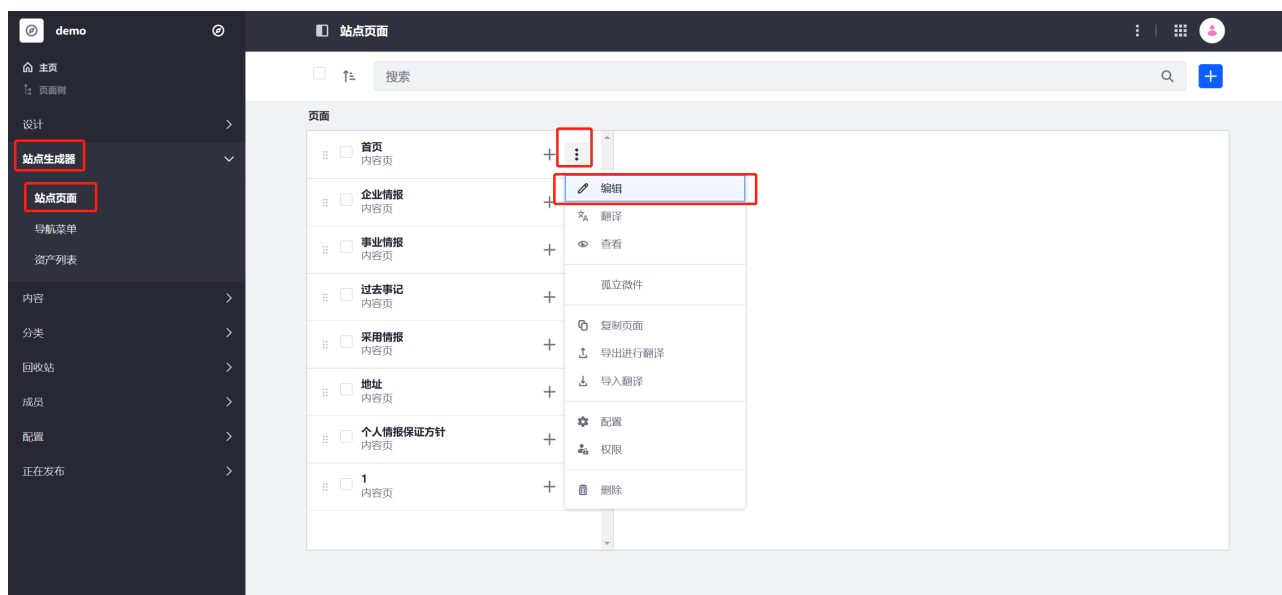 demo
主页
页面树
设计
站点生成器
站点页面
导航菜单
资产列表
内容
分类
回收站
成员
配置
正在发布
站点页面
搜索
页面
首页
内容页
企业情报
内容页
事业情报
内容页
过去事记
内容页
采用情报
内容页
地址
内容页
个人情报保证方针
内容页
1
内容页
编辑
翻译
查看
孤立微件
复制页面
导出进行翻译
导入翻译
配置
权限
删除